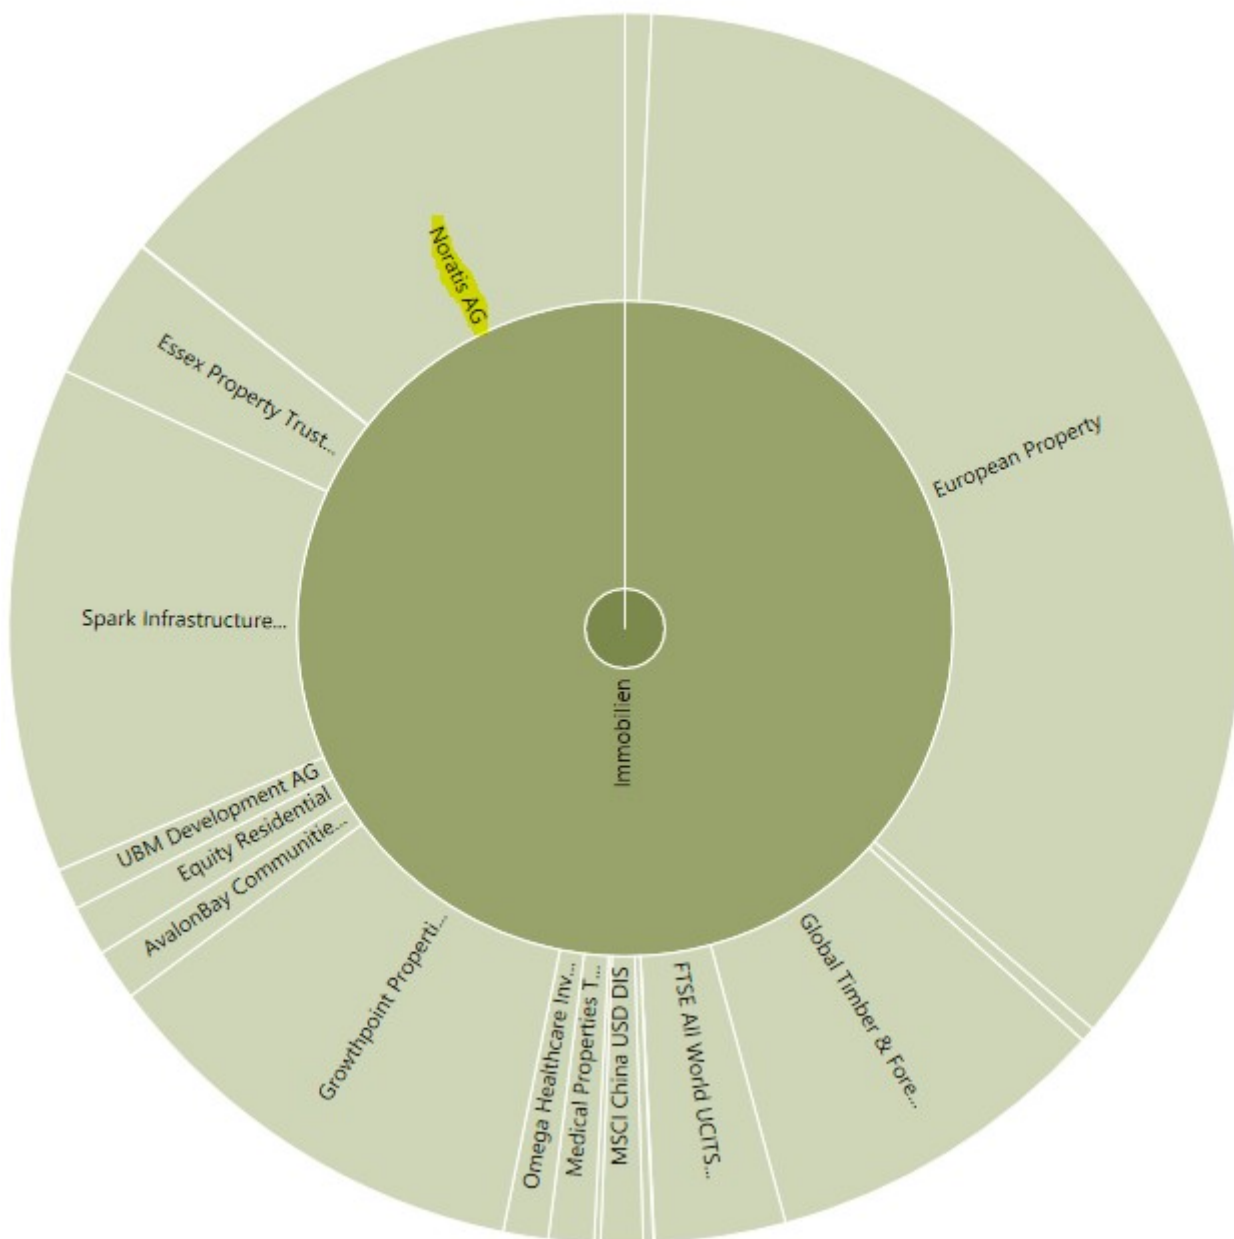 Noratis AG
Essex Property Trust...
European Property
Spark Infrastructure...
Immobilien
UBM Development AG
Equity Residential
AvalonBay Communitie...
Growthpoint Properti...
Omega Healthcare Inv...
Medical Properties T...
MSCI China USD DIS
FTSE All World UCITS...
Global Timber & Fore...